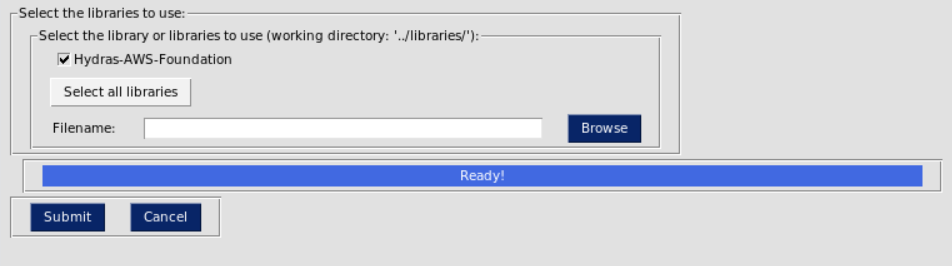 Select the libraries to use:
Select the library or libraries to use (working directory: '../libraries/'):
Hydras-AWS-Foundation
Select all libraries
Filename:
Browse
Ready!
Submit
Cancel